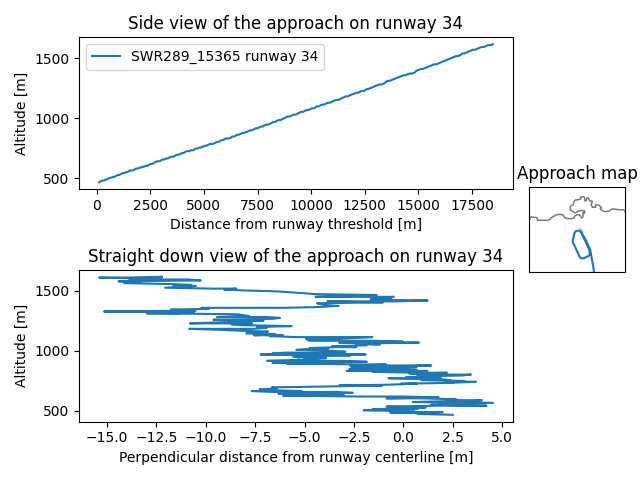 Side view of the approach on runway 34
1500
1000
500
Altitude [m]
SWR289_15365 runway 34
0 2500 5000 7500 10000 12500 15000 17500
Distance from runway threshold [m]
Approach map
Straight down view of the approach on runway 34
1500
1000
500
Altitude [m]
−15.0 −12.5 −10.0 −7.5 −5.0 −2.5 0.0 2.5 5.0
Perpendicular distance from runway centerline [m]